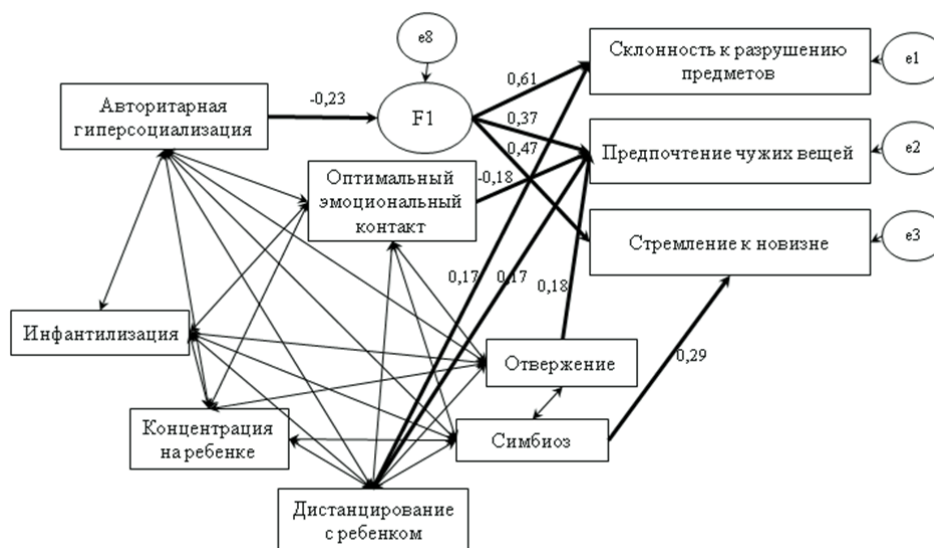 e8
Склонность к разрушению
предметов
e1
Авторитарная
гиперсоциализация
-0,23
F1
0,61
0,37
0,47
Предпочтение чужих вещей
e2
Оптимальный
эмоциональный
контакт
-0,18
Стремление к новизне
e3
0,17
0,17
0,18
Инфантилизация
Отвержение
0,29
Концентрация
на ребенке
Симбиоз
Дистанцирование
с ребенком